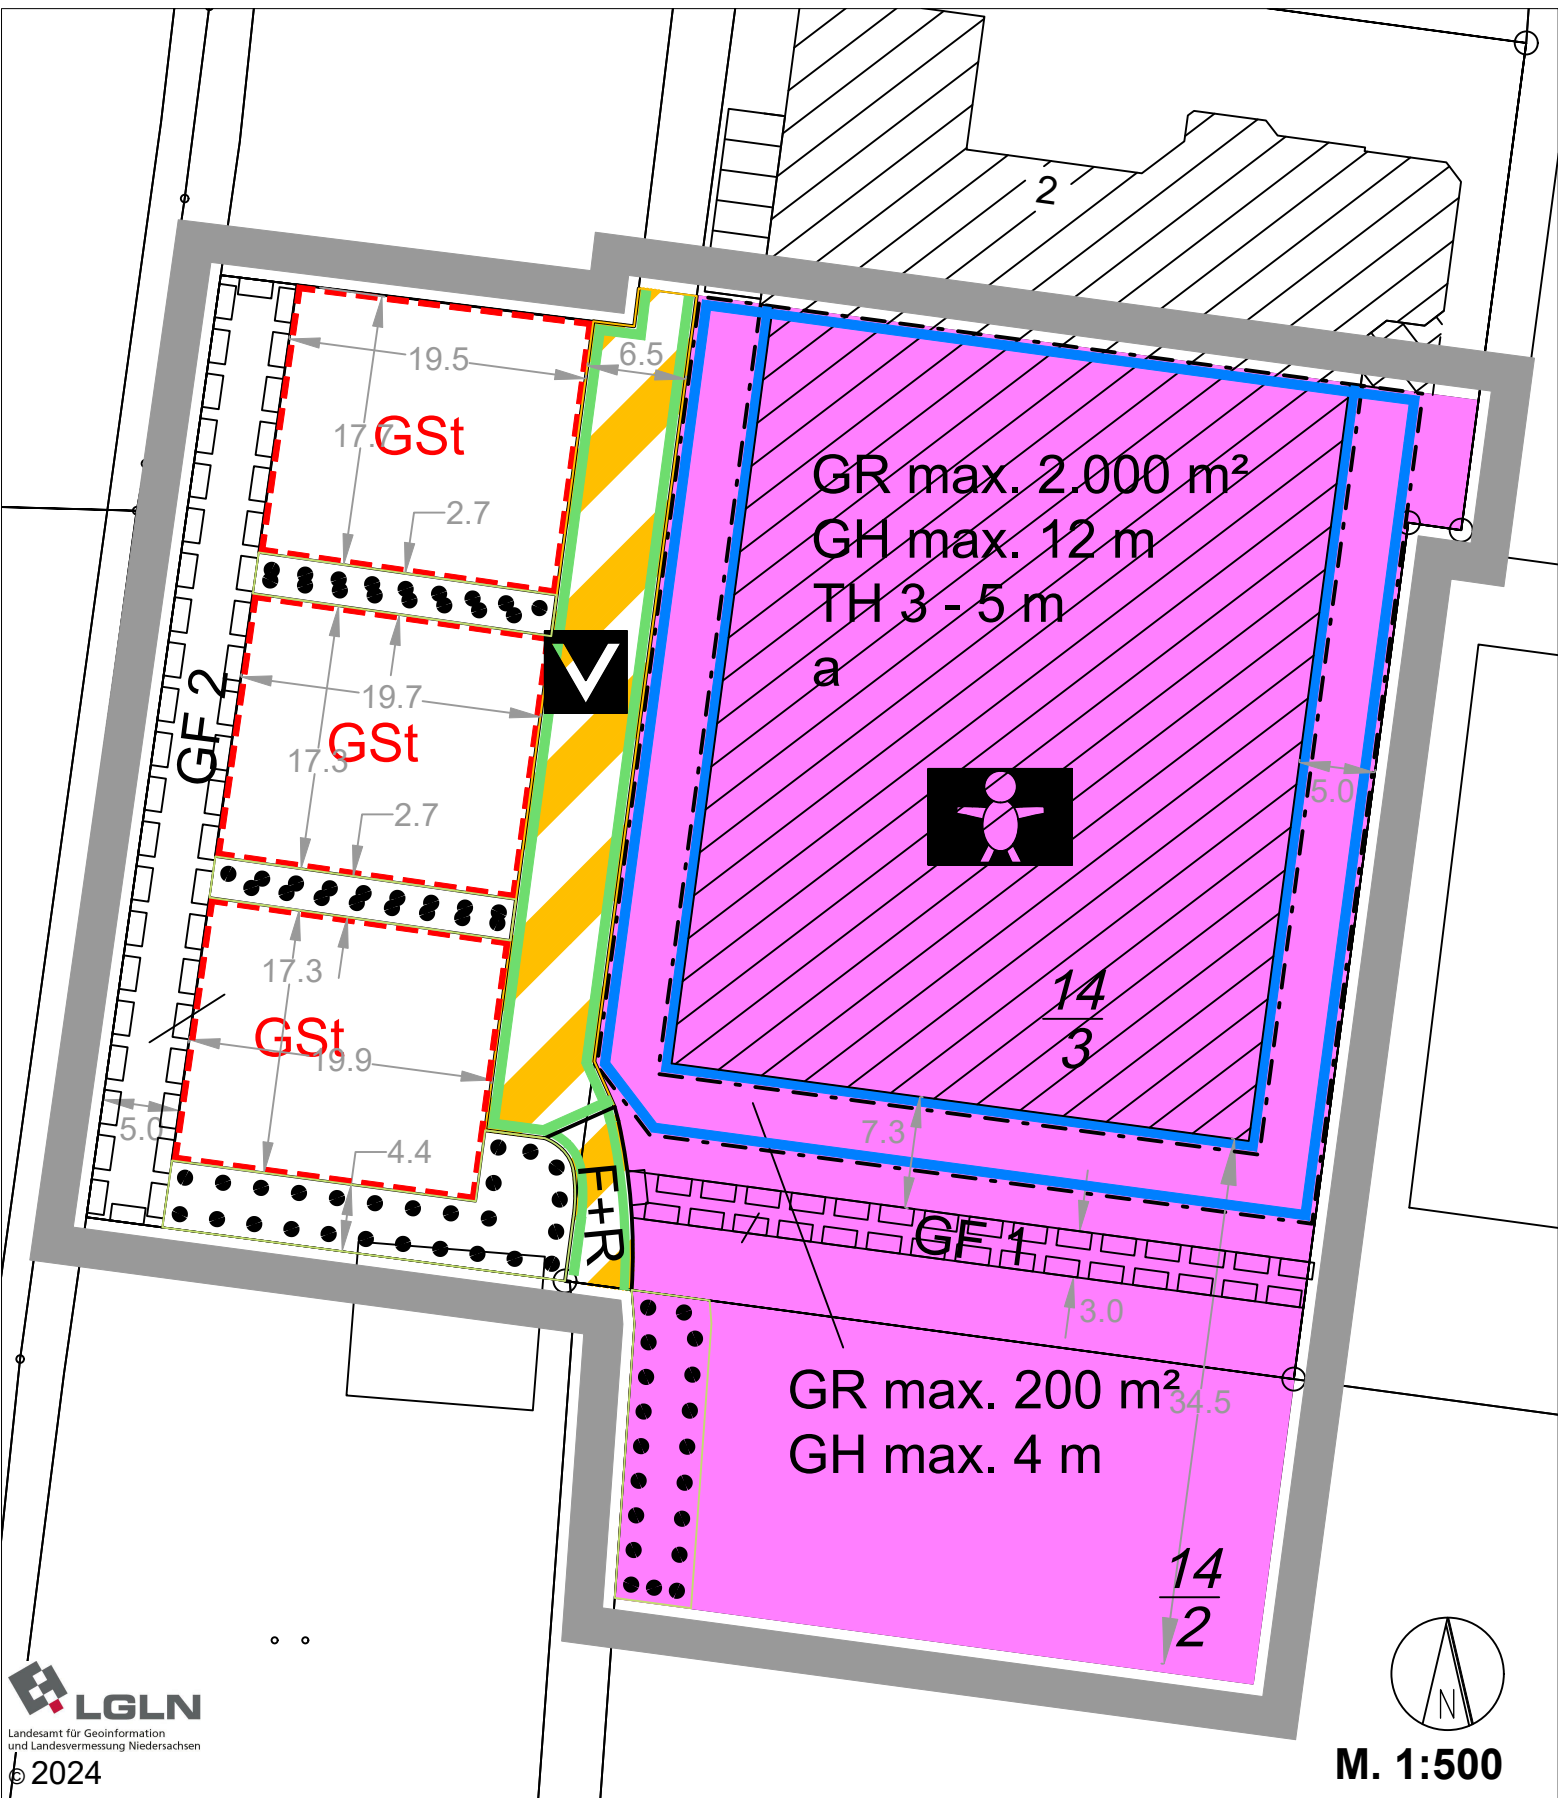 2
6.5
19.5
17.7
GSt
2.7
GR max. 2.000 m²
GH max. 12 m
TH 3 - 5 m
a
V
GF 2
19.7
GSt
17.3
5.0
2.7
17.3
14
3
GSt
19.9
5.0
7.3
4.4
F+R
GF 1
3.0
GR max. 200 m²
34.5
GH max. 4 m
14
2
N
LGLN
Landesamt für Geoinformation
und Landesvermessung Niedersachsen
© 2024
M. 1:500